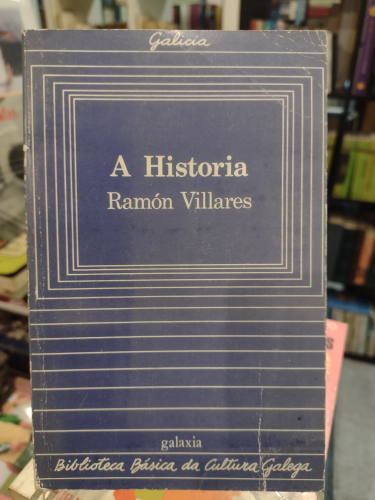 Galicia
A Historia
Ramón Villares
galaxia
Biblioteca Básica da Cultura Galega